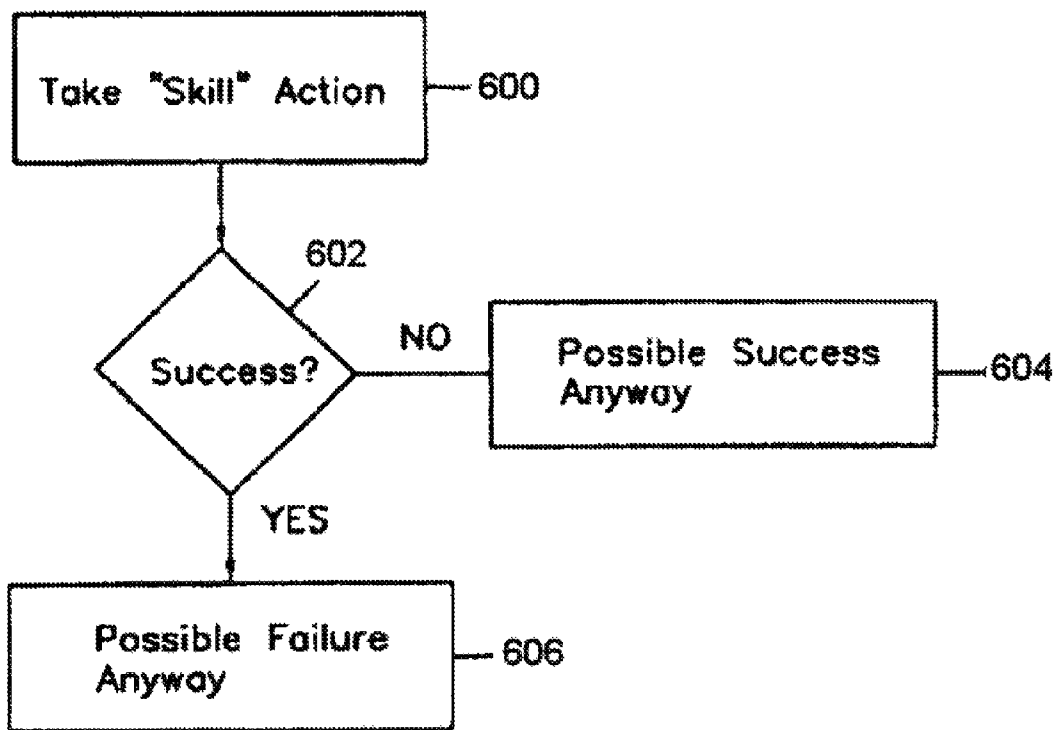 Take "Skill" Action
600
602
Success?
NO
Possible Success
Anyway
604
YES
Possible Failure
Anyway
606